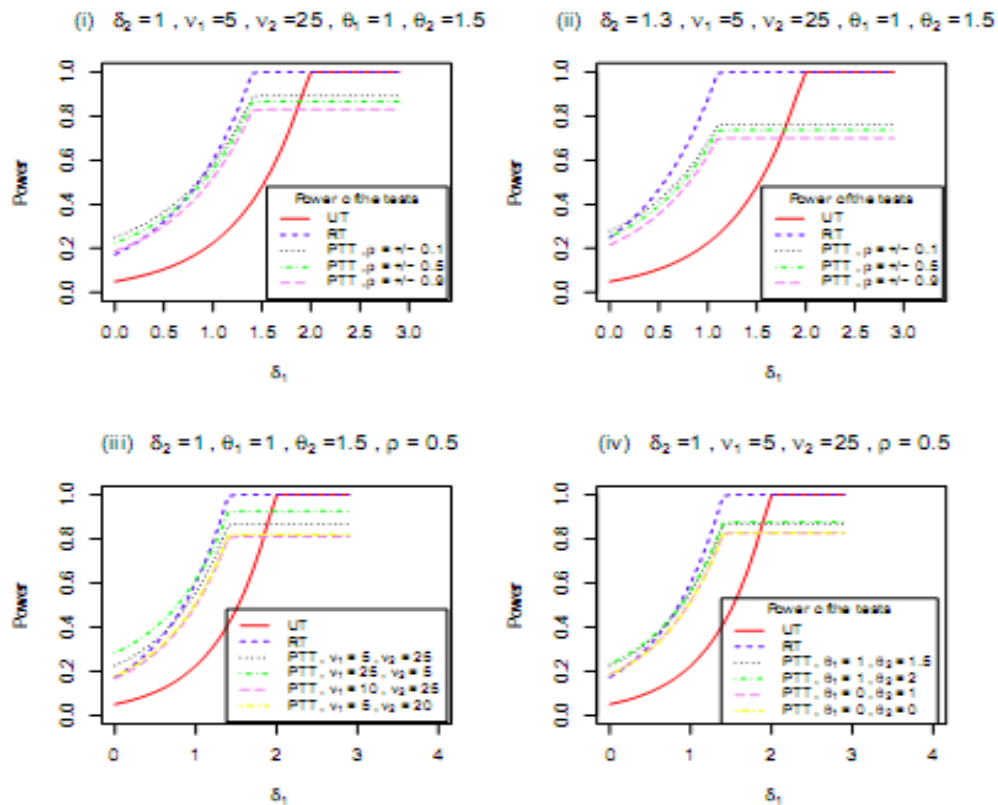 (i) δ₂ =1 , ν₁ =5 , ν₂ =25 , θ₁ =1 , θ₂ =1.5
Power
0.0 0.2 0.4 0.6 0.8 1.0
Power of the tests
UT
RT
PTT , ρ = +/− 0.1
PTT , ρ = +/− 0.5
PTT , ρ = +/− 0.9
0.0 0.5 1.0 1.5 2.0 2.5 3.0
δ₁
(ii) δ₂ =1.3 , ν₁ =5 , ν₂ =25 , θ₁ =1 , θ₂ =1.5
Power
0.0 0.2 0.4 0.6 0.8 1.0
Power of the tests
UT
RT
PTT , ρ = +/− 0.1
PTT , ρ = +/− 0.5
PTT , ρ = +/− 0.9
0.0 0.5 1.0 1.5 2.0 2.5 3.0
δ₁
(iii) δ₂ =1 , θ₁ =1 , θ₂ =1.5 , ρ = 0.5
Power
0.0 0.2 0.4 0.6 0.8 1.0
UT
RT
PTT , ν₁ = 5 , ν₂ = 25
PTT , ν₁ = 25 , ν₂ = 5
PTT , ν₁ = 10 , ν₂ = 25
PTT , ν₁ = 5 , ν₂ = 20
0 1 2 3 4
δ₁
(iv) δ₂ =1 , ν₁ =5 , ν₂ =25 , ρ = 0.5
Power
0.0 0.2 0.4 0.6 0.8 1.0
Power of the tests
UT
RT
PTT , θ₁ = 1 , θ₂ = 1.5
PTT , θ₁ = 1 , θ₂ = 2
PTT , θ₁ = 0 , θ₂ = 1
PTT , θ₁ = 0 , θ₂ = 0
0 1 2 3 4
δ₁